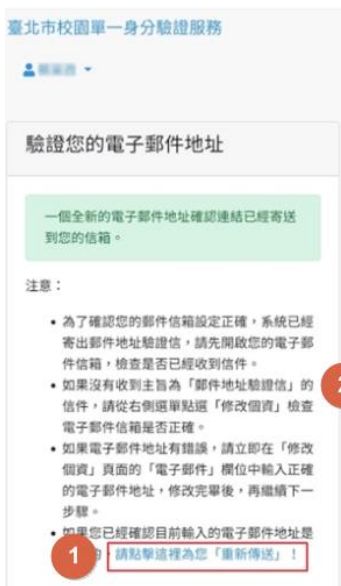 臺北市校園單一身分驗證服務
驗證您的電子郵件地址
一個全新的電子郵件地址確認連結已經寄送
到您的信箱。
注意：
• 為了確認您的郵件信箱設定正確，系統已經
寄出郵件地址驗證信，請先開啟您的電子郵
件信箱，檢查是否已經收到信件。
• 如果沒有收到主旨為「郵件地址驗證信」的
信件，請從右側選單點選「修改個資」檢查
電子郵件信箱是否正確。
2
• 如果電子郵件地址有錯誤，請立即在「修改
個資」頁面的「電子郵件」欄位中輸入正確
的電子郵件地址，修改完畢後，再繼續下一
步驟。
• 如果您已經確認目前輸入的電子郵件地址是
1 的，請點擊這裡為您「重新傳送」！